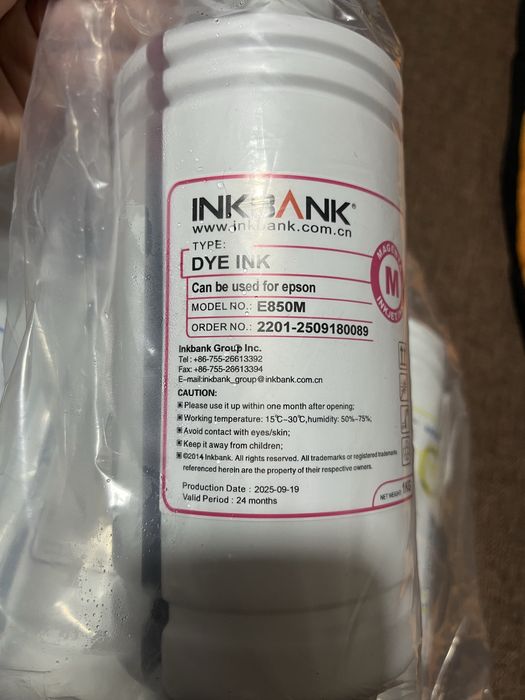 INKBANK®
www.inkbank.com.cn
TYPE:
DYE INK
Can be used for epson
MODEL NO.: E850M
ORDER NO.: 2201-2509180089
MAGENTA
M
Inkbank Group Inc.
Tel : +86-755-26613392
Fax: +86-755-26613394
E-mail:inkbank_group@inkbank.com.cn
CAUTION:
Please use it up within one month after opening;
Working temperature: 15℃~30℃,humidity: 50%~75%;
Avoid contact with eyes/skin;
Keep it away from children;
©2014 Inkbank. All rights reserved. All trademarks or registered trademarks
referenced herein are the property of their respective owners.
Production Date : 2025-09-19
Valid Period : 24 months
NET WEIGHT: